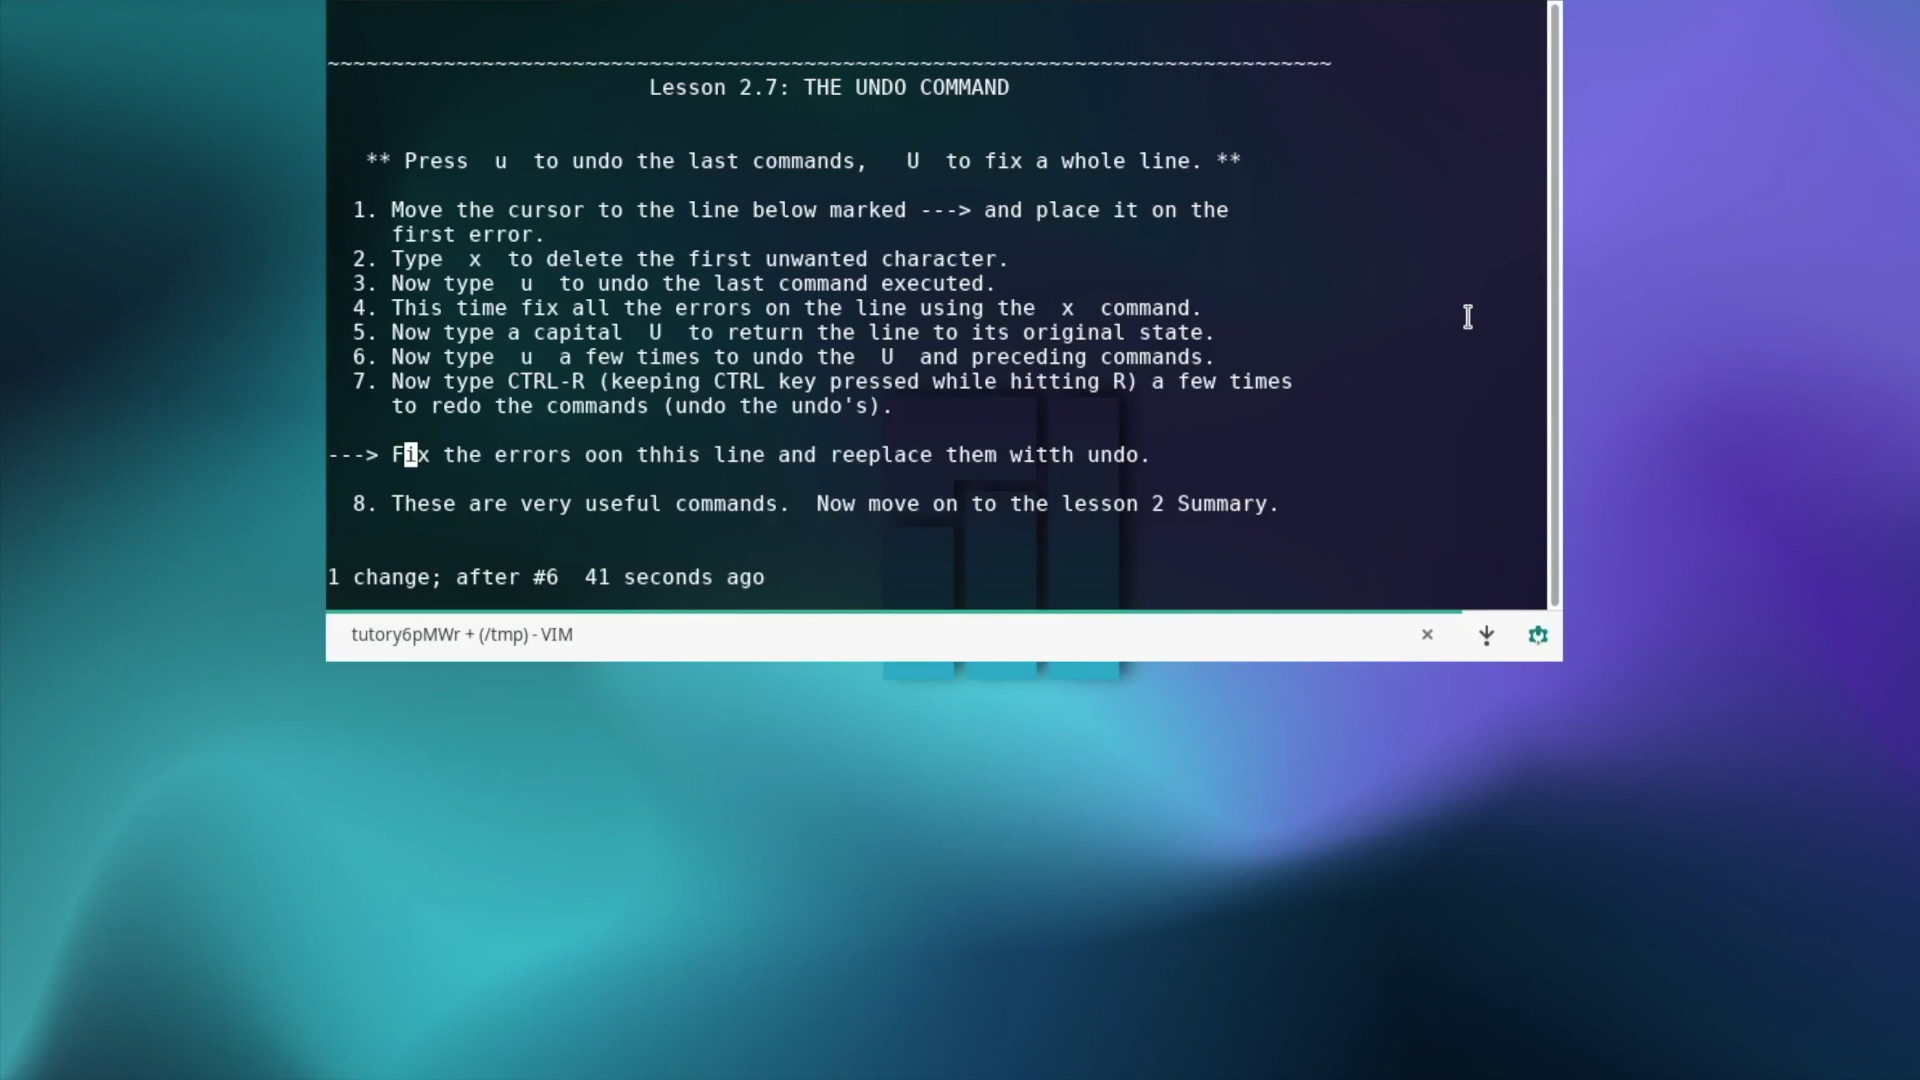 ~~~~~~~~~~~~~~~~~~~~~~~~~~~~~~~~~~~~~~~~~~~~~~~~~~~~~~~~~~~~~~~~~~~~~~~~~~~~~~
Lesson 2.7: THE UNDO COMMAND
** Press  u  to undo the last commands,   U  to fix a whole line. **
1. Move the cursor to the line below marked ---> and place it on the
first error.
2. Type  x  to delete the first unwanted character.
3. Now type  u  to undo the last command executed.
4. This time fix all the errors on the line using the  x  command.
5. Now type a capital  U  to return the line to its original state.
6. Now type  u  a few times to undo the  U  and preceding commands.
7. Now type CTRL-R (keeping CTRL key pressed while hitting R) a few times
to redo the commands (undo the undo's).
---> Fix the errors oon thhis line and reeplace them witth undo.
8. These are very useful commands.  Now move on to the lesson 2 Summary.
1 change; after #6  41 seconds ago
tutory6pMWr + (/tmp) - VIM